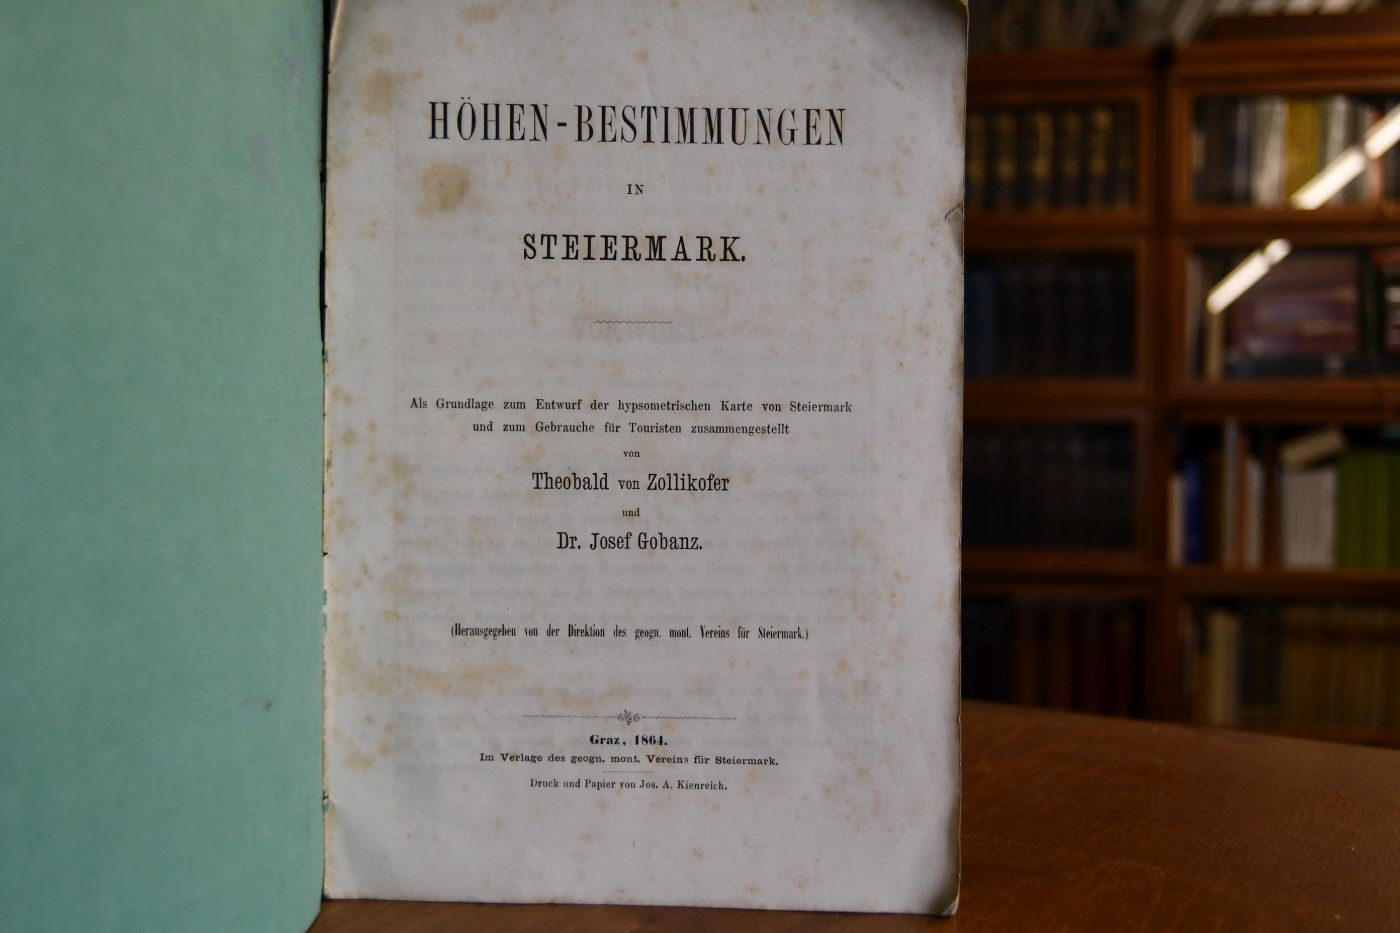 HÖHEN-BESTIMMUNGEN
IN
STEIERMARK.
Als Grundlage zum Entwurf der hypsometrischen Karte von Steiermark
und zum Gebrauche für Touristen zusammengestellt
von
Theobald von Zollikofer
und
Dr. Josef Gobanz.
(Herausgegeben von der Direktion des geogn. mont. Vereins für Steiermark.)
Graz, 1864.
Im Verlage des geogn. mont. Vereins für Steiermark.
Druck und Papier von Jos. A. Kienreich.